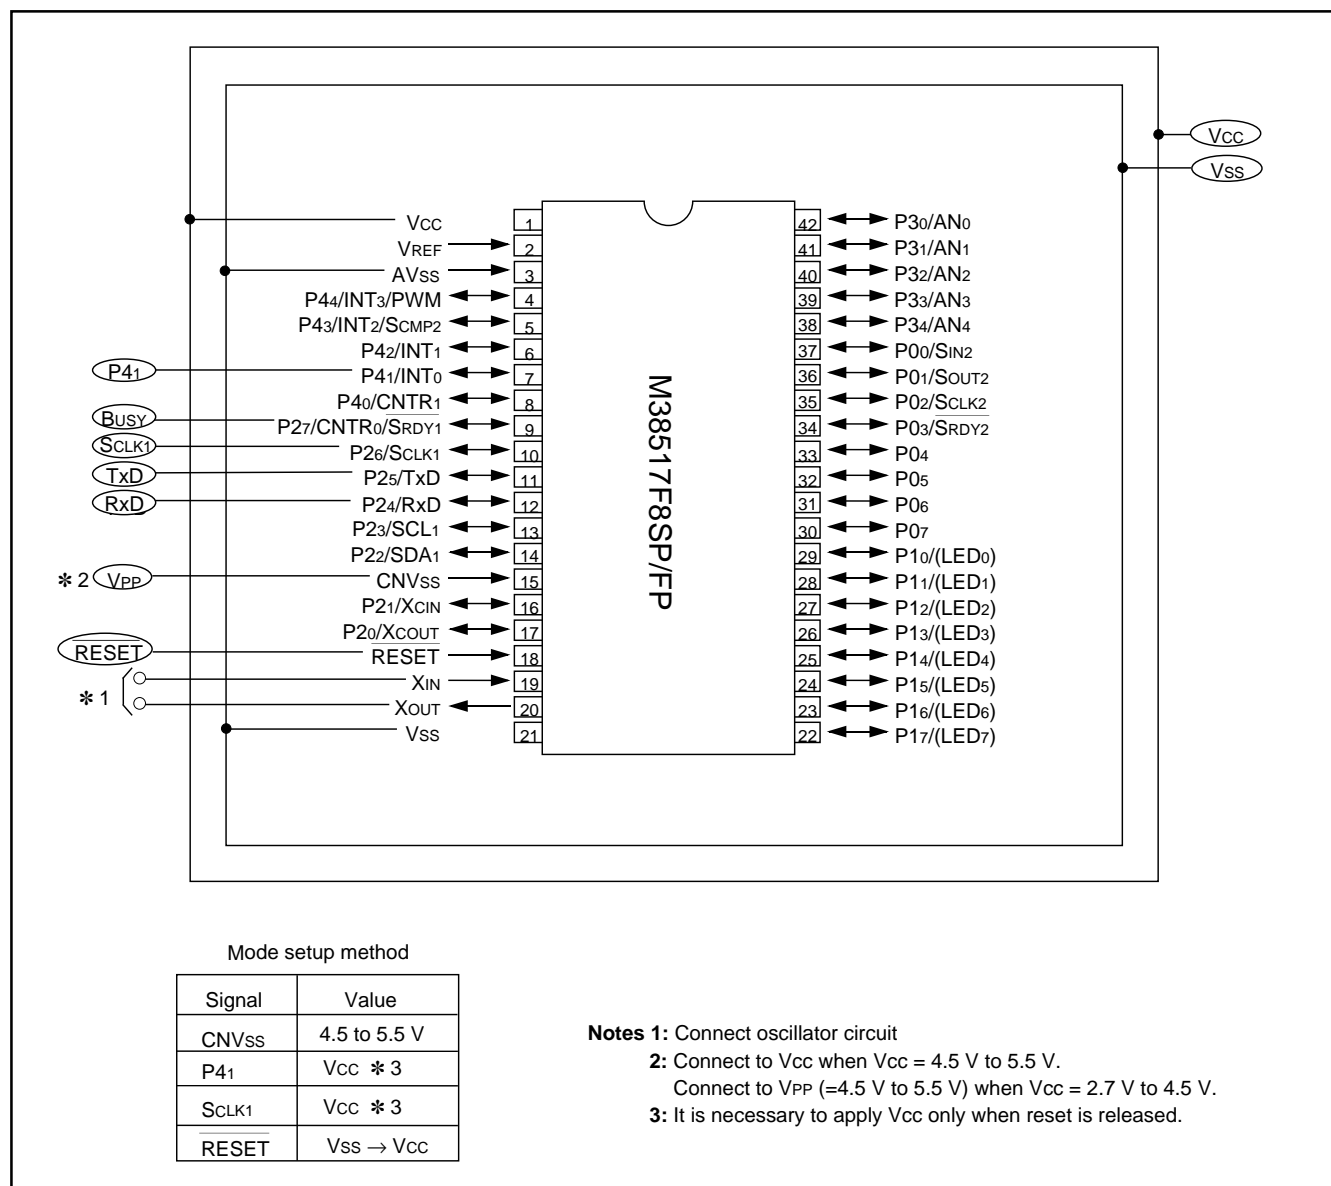 Vcc
Vss
Vcc 1
VREF 2
AVss 3
P44/INT3/PWM 4
P43/INT2/SCMP2 5
P42/INT1 6
P41 P41/INT0 7
P40/CNTR1 8
BUSY P27/CNTR0/SRDY1 9
SCLK1 P26/SCLK1 10
TxD P25/TxD 11
RxD P24/RxD 12
P23/SCL1 13
P22/SDA1 14
✻2 VPP CNVss 15
P21/XCIN 16
P20/XCOUT 17
RESET RESET 18
✻1 XIN 19
XOUT 20
Vss 21
M38517F8SP/FP
42 P30/AN0
41 P31/AN1
40 P32/AN2
39 P33/AN3
38 P34/AN4
37 P00/SIN2
36 P01/SOUT2
35 P02/SCLK2
34 P03/SRDY2
33 P04
32 P05
31 P06
30 P07
29 P10/(LED0)
28 P11/(LED1)
27 P12/(LED2)
26 P13/(LED3)
25 P14/(LED4)
24 P15/(LED5)
23 P16/(LED6)
22 P17/(LED7)
Mode setup method
Signal Value
CNVss 4.5 to 5.5 V
P41 Vcc ✻3
SCLK1 Vcc ✻3
RESET Vss → Vcc
Notes 1: Connect oscillator circuit
2: Connect to Vcc when Vcc = 4.5 V to 5.5 V.
Connect to VPP (=4.5 V to 5.5 V) when Vcc = 2.7 V to 4.5 V.
3: It is necessary to apply Vcc only when reset is released.